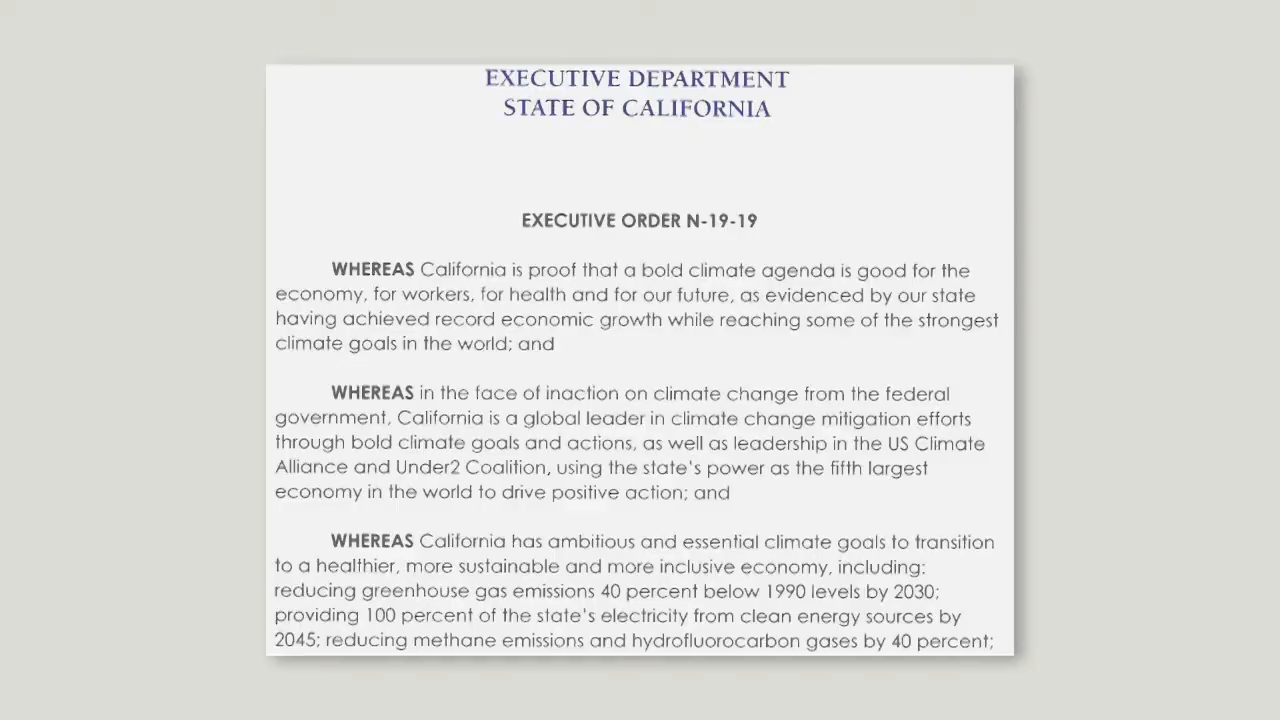 EXECUTIVE DEPARTMENT
STATE OF CALIFORNIA
EXECUTIVE ORDER N-19-19
WHEREAS California is proof that a bold climate agenda is good for the
economy, for workers, for health and for our future, as evidenced by our state
having achieved record economic growth while reaching some of the strongest
climate goals in the world; and
WHEREAS in the face of inaction on climate change from the federal
government, California is a global leader in climate change mitigation efforts
through bold climate goals and actions, as well as leadership in the US Climate
Alliance and Under2 Coalition, using the state's power as the fifth largest
economy in the world to drive positive action; and
WHEREAS California has ambitious and essential climate goals to transition
to a healthier, more sustainable and more inclusive economy, including:
reducing greenhouse gas emissions 40 percent below 1990 levels by 2030;
providing 100 percent of the state's electricity from clean energy sources by
2045; reducing methane emissions and hydrofluorocarbon gases by 40 percent;